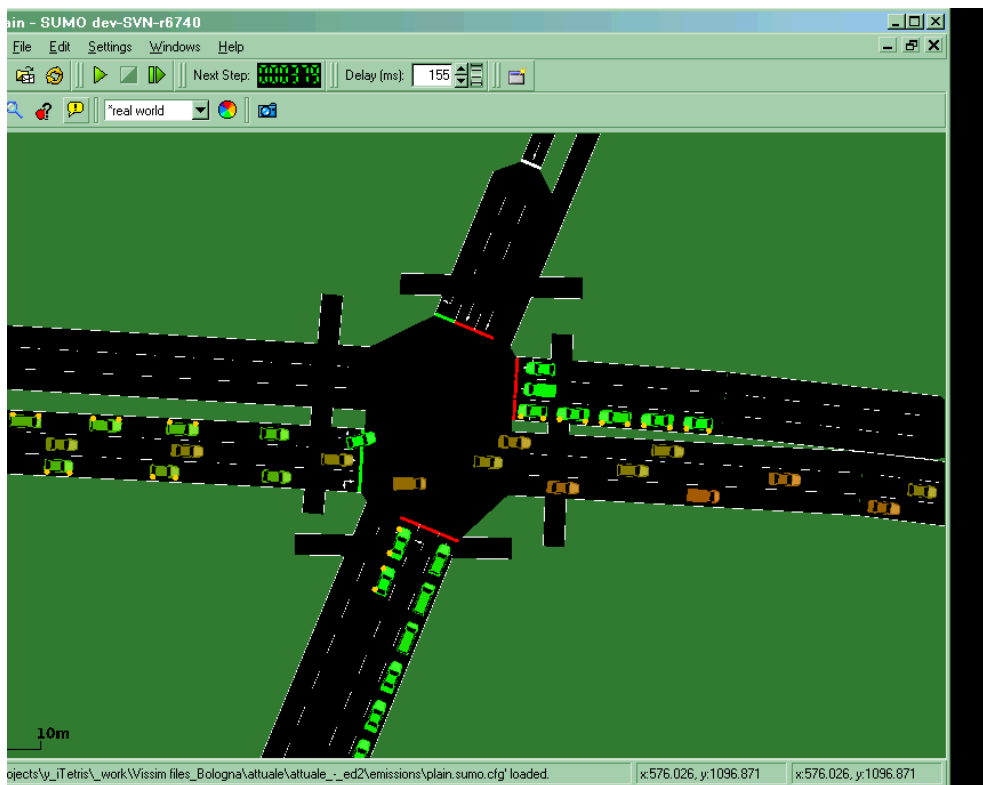 ain - SUMO dev-SVN-r6740
File Edit Settings Windows Help
Next Step: 000379 Delay (ms): 155
*real world
10m
ojects\y_iTetris\_work\Vissim files_Bologna\attuale\attuale_-_ed2\emissions\plain.sumo.cfg' loaded. x:576.026, y:1096.871 x:576.026, y:1096.871